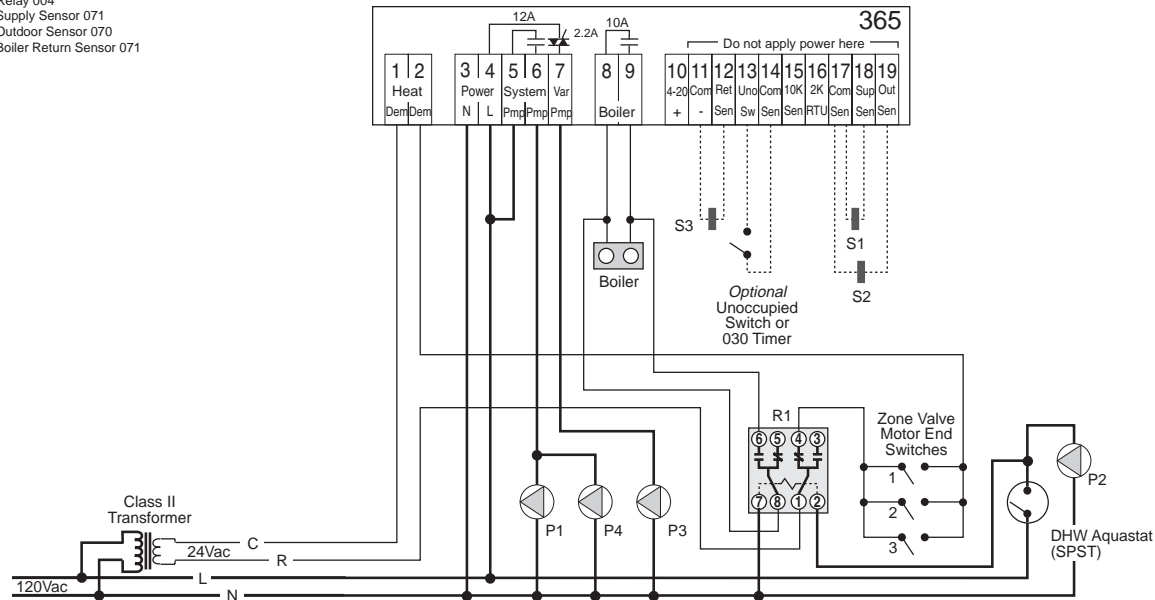 Relay 004
Supply Sensor 071
Outdoor Sensor 070
Boiler Return Sensor 071
365
12A
2.2A
10A
Do not apply power here
1 2 3 4 5 6 7 8 9 10 11 12 13 14 15 16 17 18 19
Heat Power System Var 4-20 Com Ret Uno Com 10K 2K Com Sup Out
Dem Dem N L Pmp Pmp Pmp Boiler + - Sen Sw Sen Sen RTU Sen Sen Sen
S3
S1
S2
Boiler
Optional
Unoccupied
Switch or
030 Timer
R1
6 5 4 3
7 8 1 2
Zone Valve
Motor End
Switches
1
2
3
P2
DHW Aquastat
(SPST)
P1
P4
P3
Class II
Transformer
24Vac
C
R
120Vac
L
N